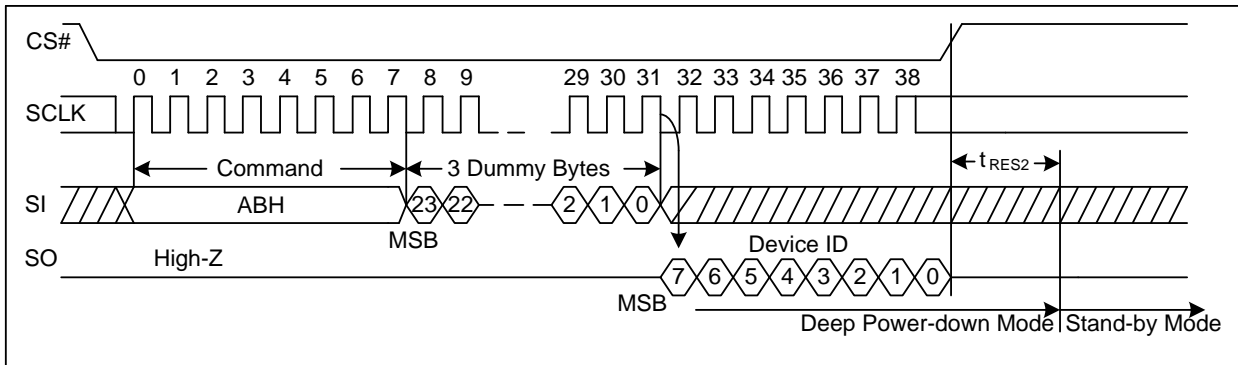 CS#
0 1 2 3 4 5 6 7 8 9 29 30 31 32 33 34 35 36 37 38
SCLK
Command 3 Dummy Bytes tRES2
SI ABH 23 22 2 1 0
MSB
SO High-Z Device ID
7 6 5 4 3 2 1 0
MSB
Deep Power-down Mode Stand-by Mode